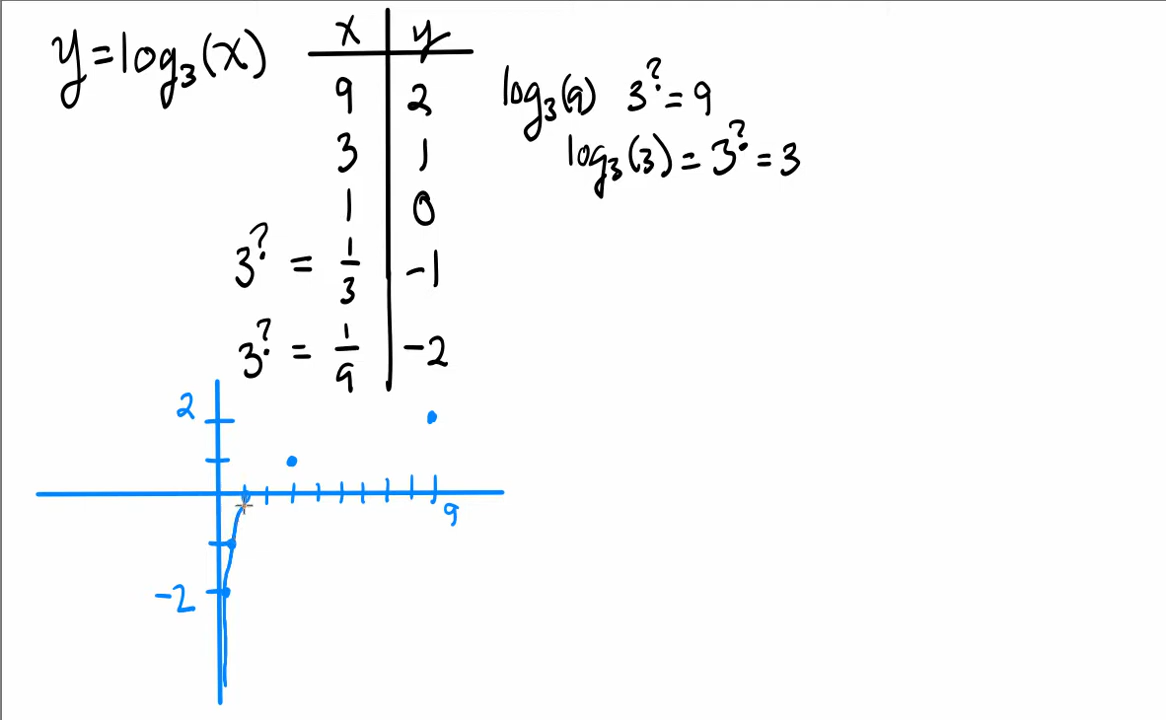 y=log₃(x)
x y
9 2 log₃(9) 3^? = 9
3 1 log₃(3) = 3^? = 3
1 0
3^? = 1/3 -1
3^? = 1/9 -2
2
9
-2